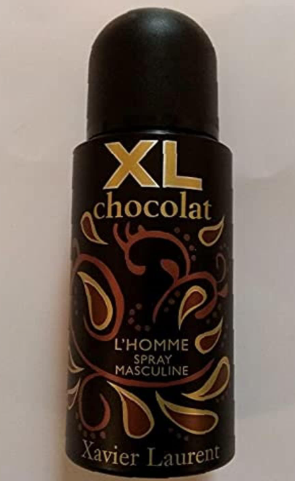 XL
chocolat
L'HOMME
SPRAY
MASCULINE
Xavier Laurent